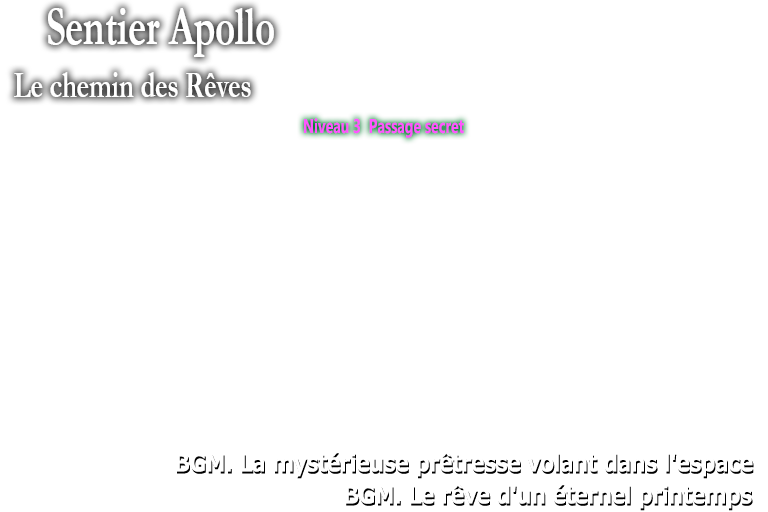 Sentier Apollo
Le chemin des Rêves
Niveau 3 Passage secret
BGM. La mystérieuse prêtresse volant dans l'espace
BGM. Le rêve d'un éternel printemps